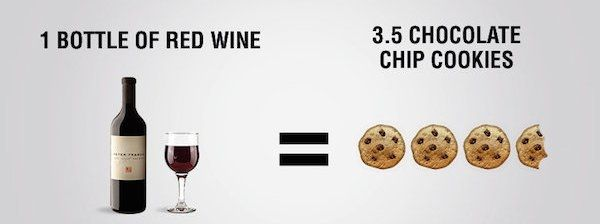 1 BOTTLE OF RED WINE
3.5 CHOCOLATE
CHIP COOKIES